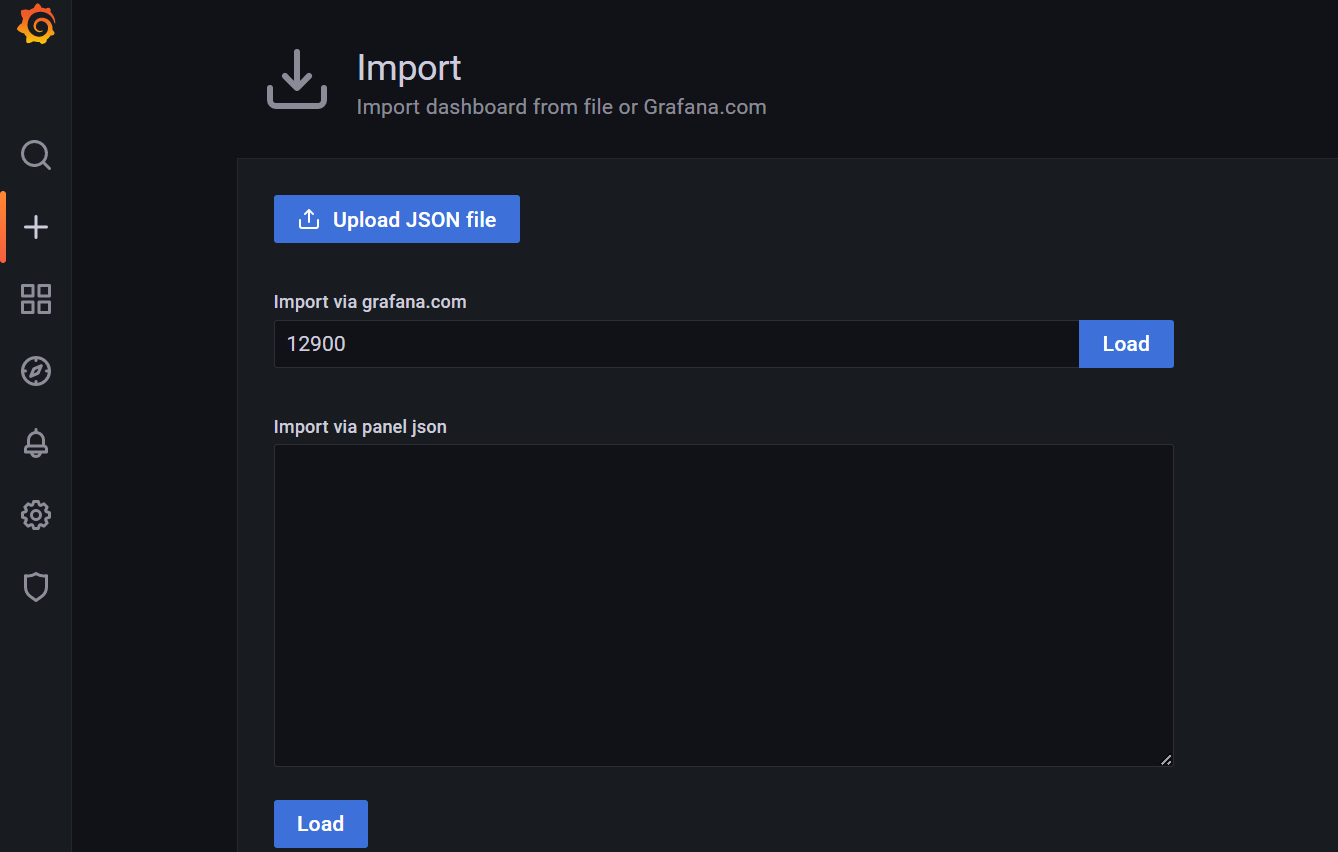 Import
Import dashboard from file or Grafana.com
Upload JSON file
Import via grafana.com
12900
Load
Import via panel json
Load